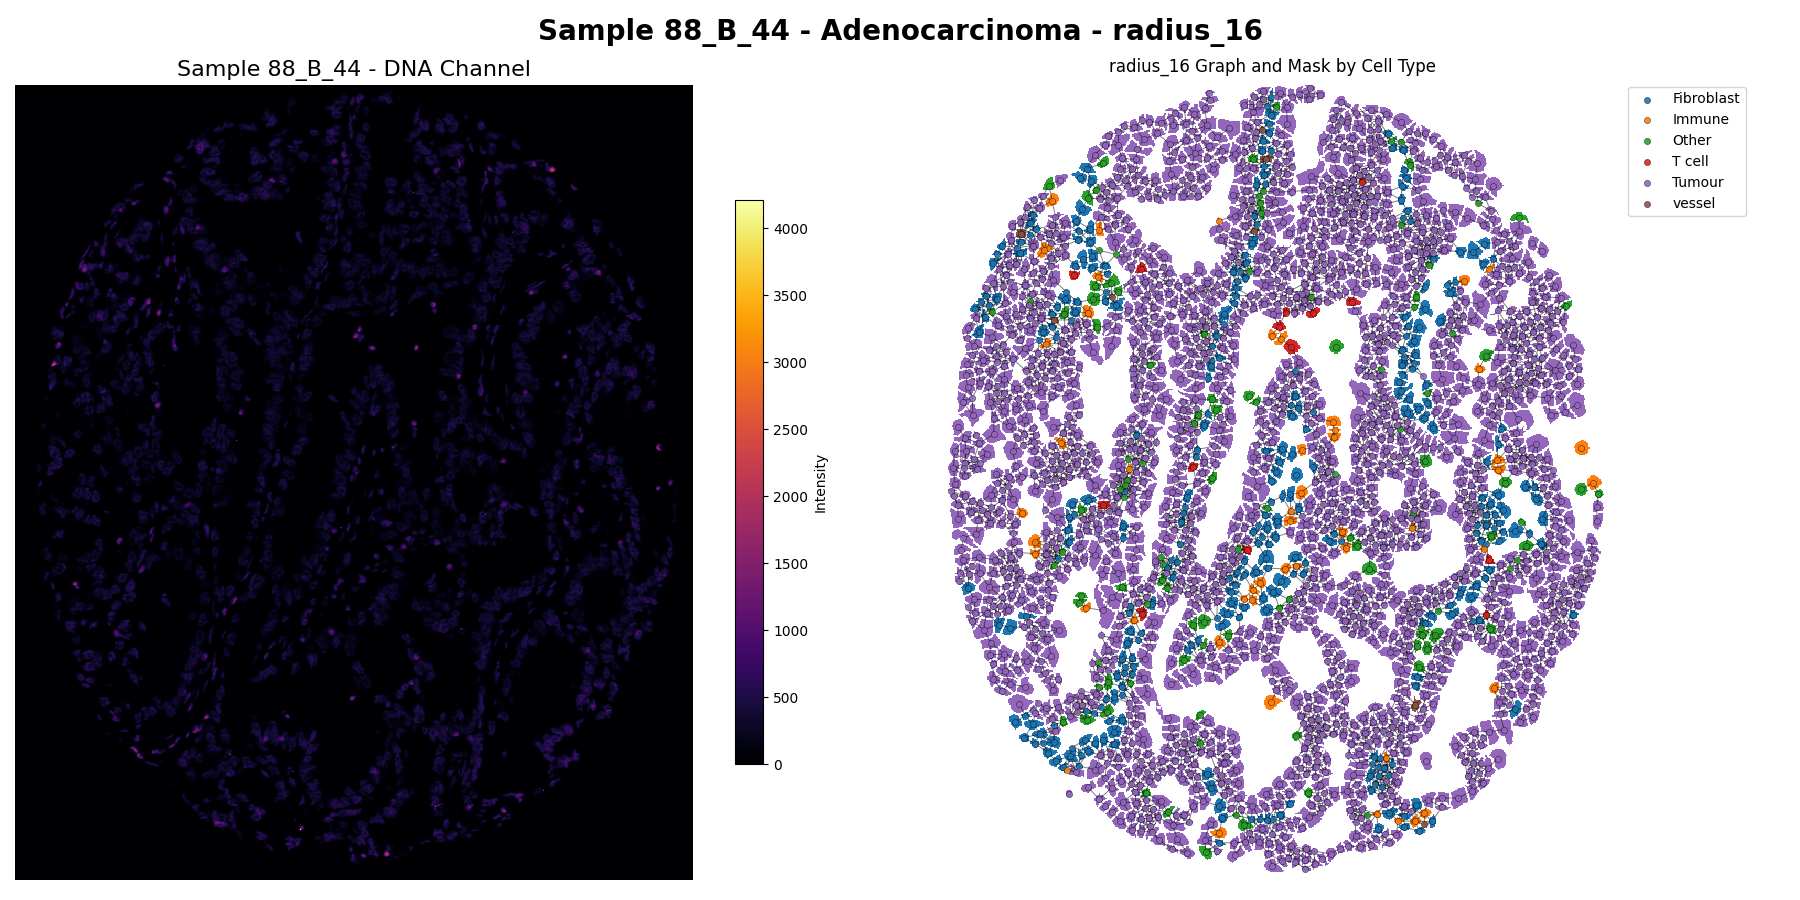 Sample 88_B_44 - Adenocarcinoma - radius_16
Sample 88_B_44 - DNA Channel
radius_16 Graph and Mask by Cell Type
4000
3500
3000
2500
2000
1500
1000
500
0
Intensity
Fibroblast
Immune
Other
T cell
Tumour
vessel